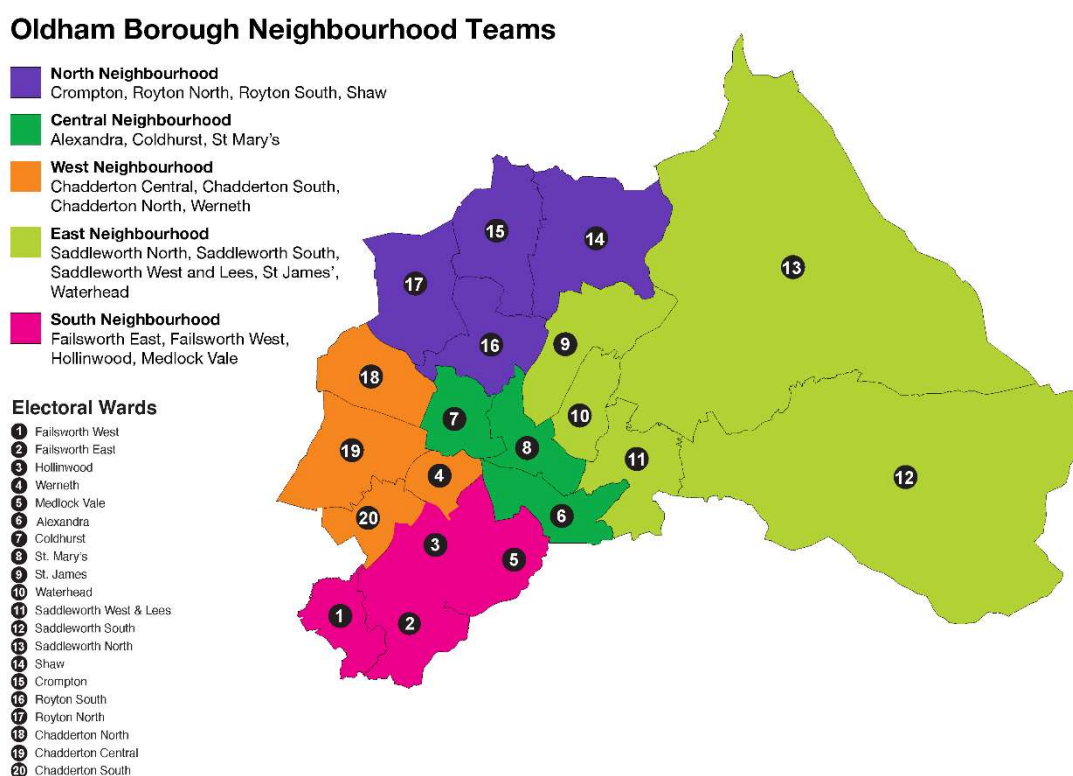 Oldham Borough Neighbourhood Teams
North Neighbourhood
Crompton, Royton North, Royton South, Shaw
Central Neighbourhood
Alexandra, Coldhurst, St Mary's
West Neighbourhood
Chadderton Central, Chadderton South,
Chadderton North, Werneth
East Neighbourhood
Saddleworth North, Saddleworth South,
Saddleworth West and Lees, St James',
Waterhead
South Neighbourhood
Failsworth East, Failsworth West,
Hollinwood, Medlock Vale
Electoral Wards
1 Failsworth West
2 Failsworth East
3 Hollinwood
4 Werneth
5 Medlock Vale
6 Alexandra
7 Coldhurst
8 St. Mary's
9 St. James
10 Waterhead
11 Saddleworth West & Lees
12 Saddleworth South
13 Saddleworth North
14 Shaw
15 Crompton
16 Royton South
17 Royton North
18 Chadderton North
19 Chadderton Central
20 Chadderton South
15
14
13
17
16
9
18
7
10
19
8
11
4
12
20
6
3
5
1
2